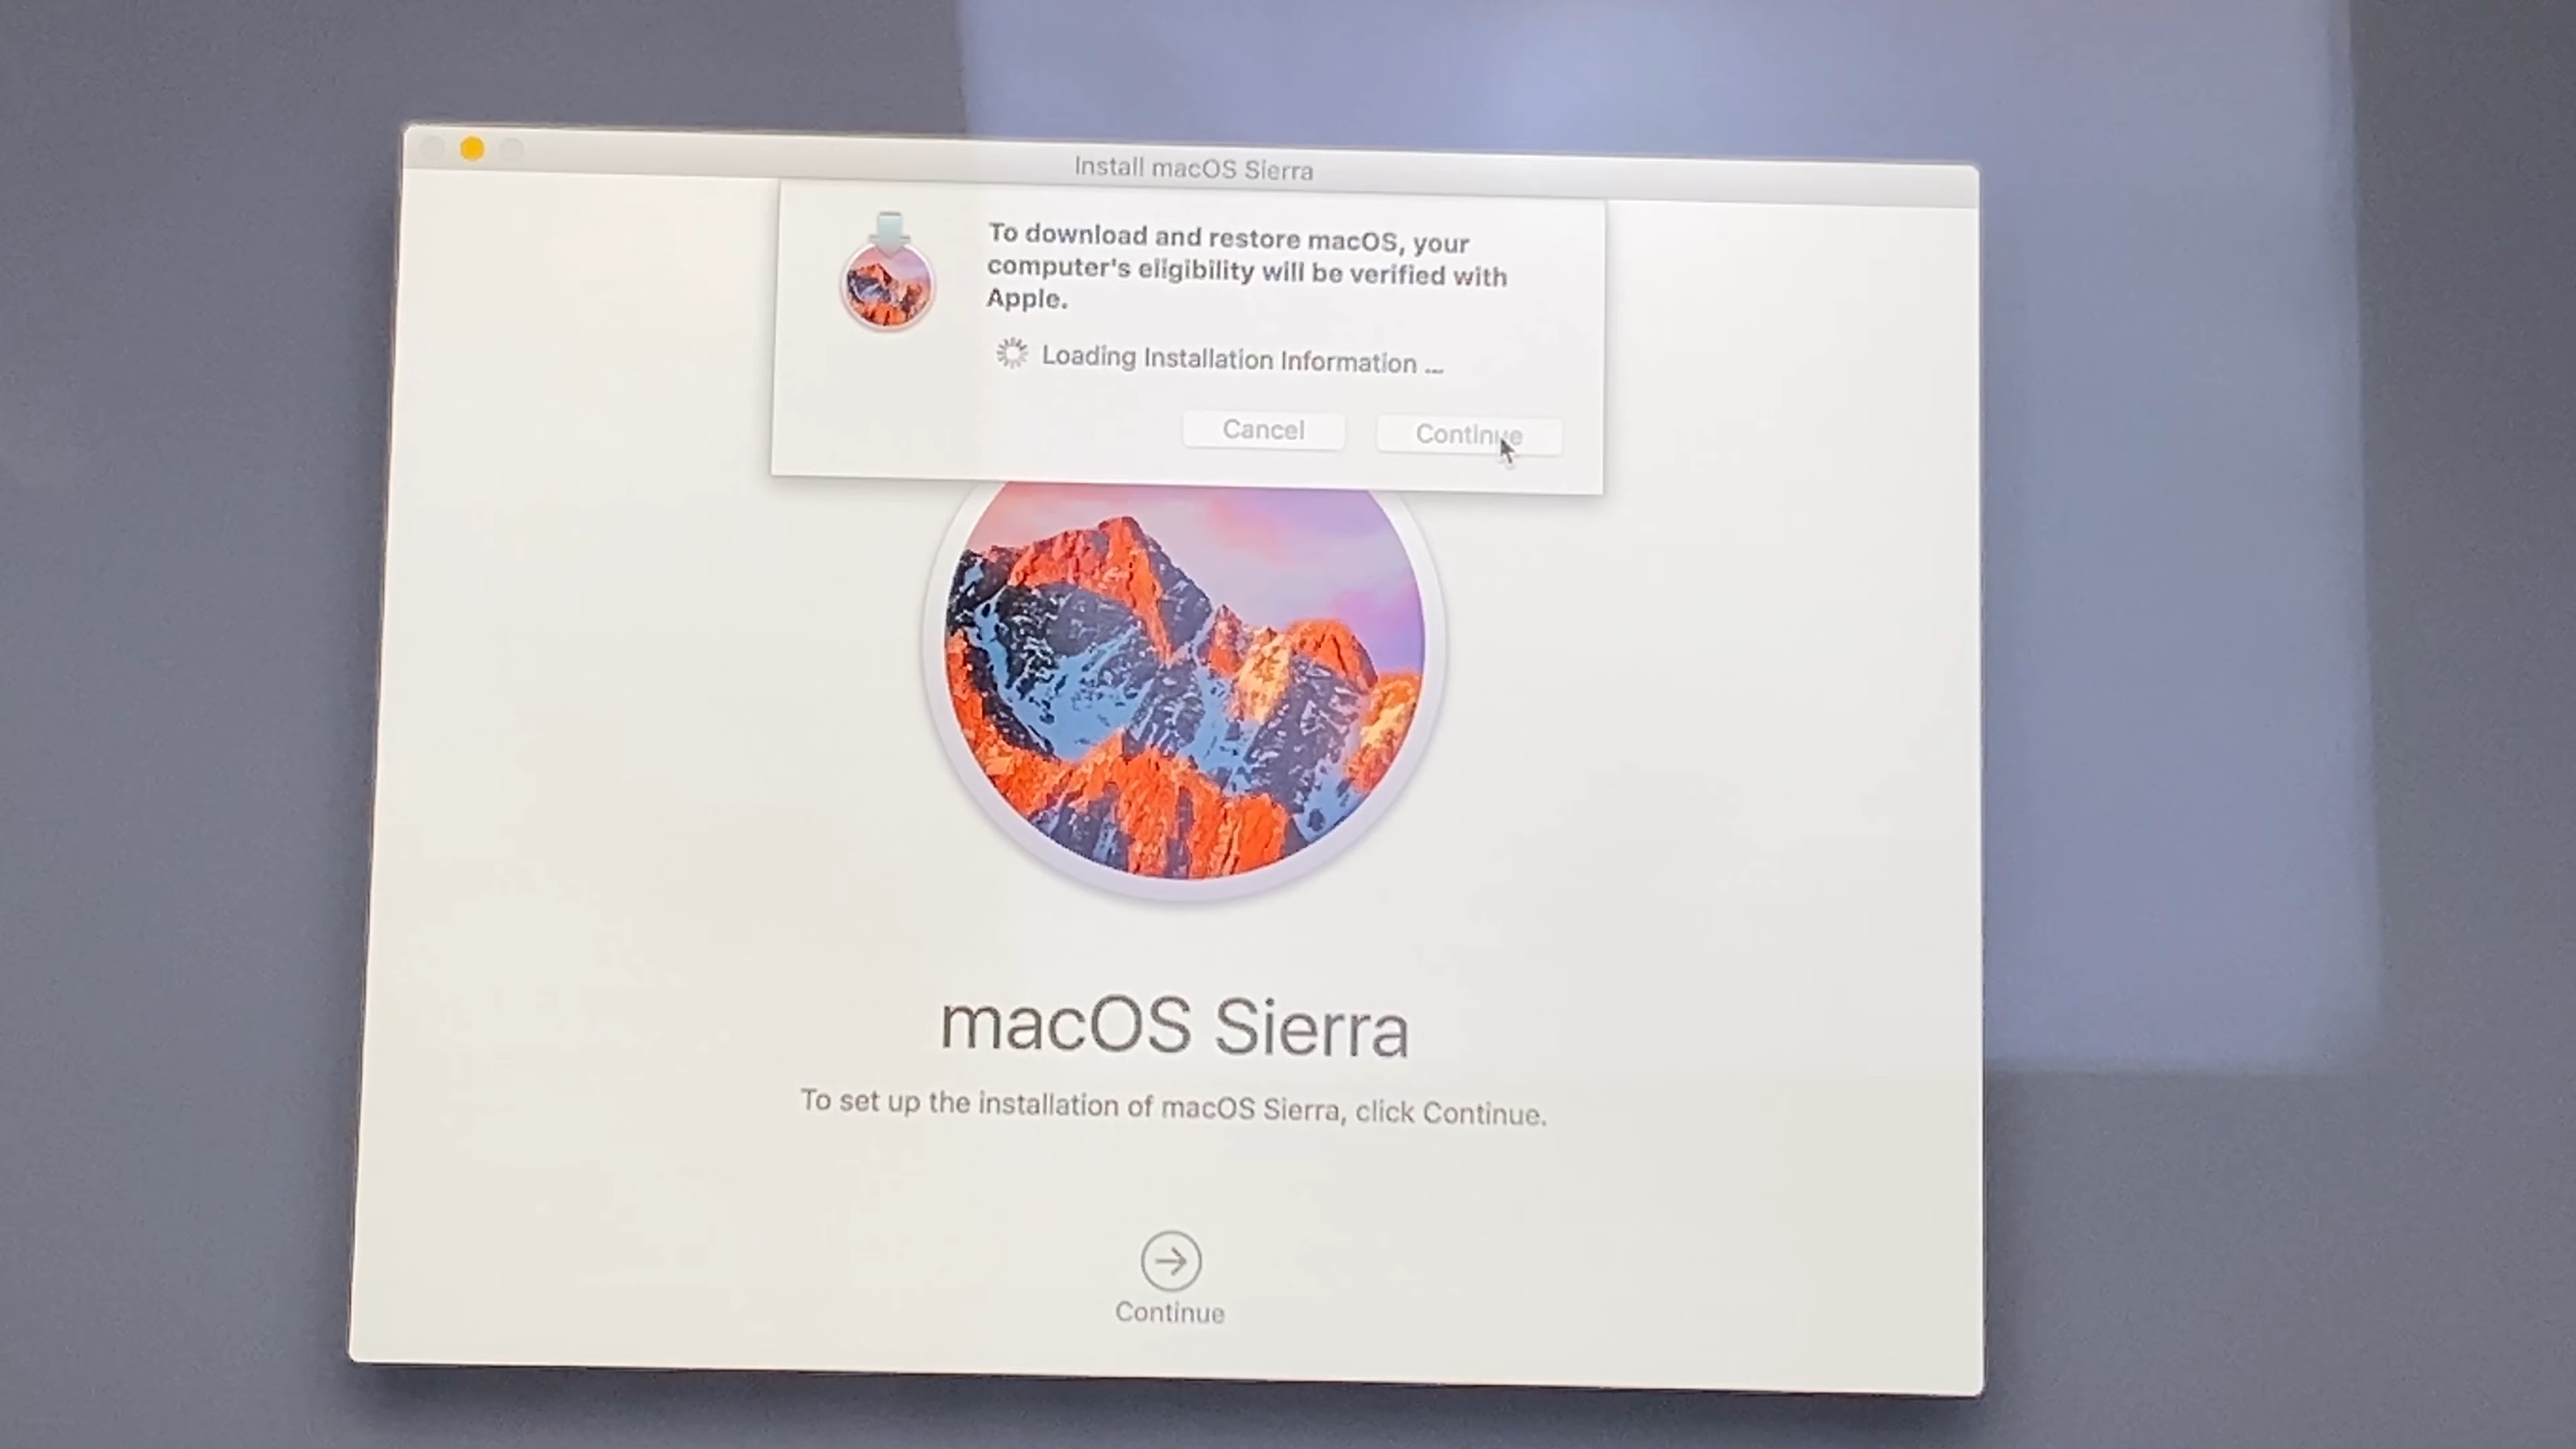 Install macOS Sierra
To download and restore macOS, your
computer's eligibility will be verified with
Apple.
Loading Installation Information ...
Cancel
Continue
macOS Sierra
To set up the installation of macOS Sierra, click Continue.
Continue